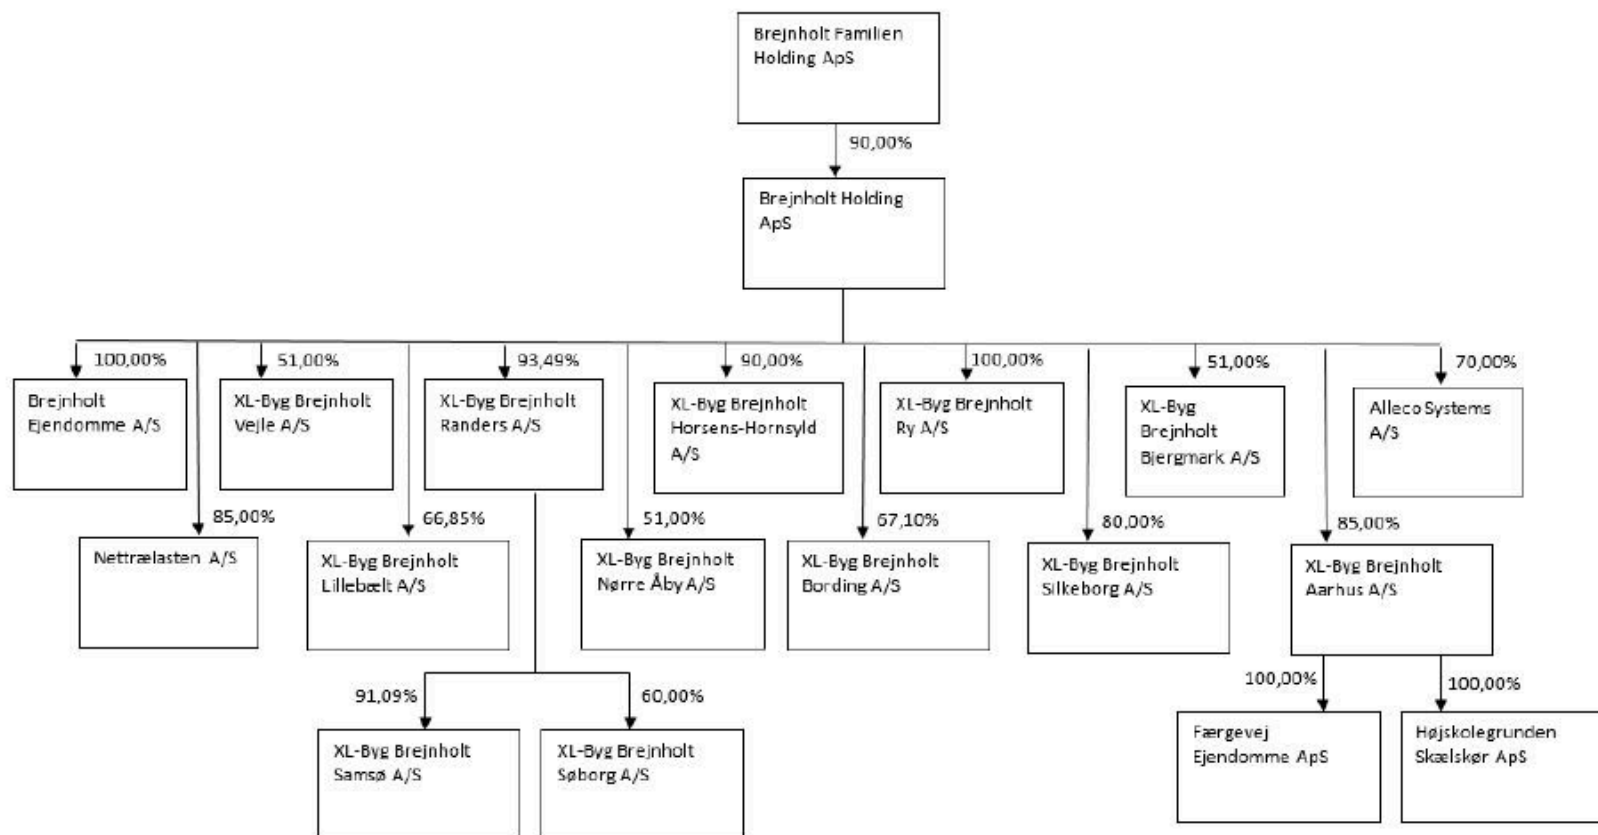 Brejnholt Familien
Holding ApS
90,00%
Brejnholt Holding
ApS
100,00%
51,00%
93,49%
90,00%
100,00%
51,00%
70,00%
Brejnholt
Ejendomme A/S
XL-Byg Brejnholt
Vejle A/S
XL-Byg Brejnholt
Randers A/S
XL-Byg Brejnholt
Horsens-Hornsyld
A/S
XL-Byg Brejnholt
Ry A/S
XL-Byg
Brejnholt
Bjergmark A/S
Alleco Systems
A/S
85,00%
66,85%
51,00%
67,10%
80,00%
85,00%
Nettrælasten A/S
XL-Byg Brejnholt
Lillebælt A/S
XL-Byg Brejnholt
Nørre Åby A/S
XL-Byg Brejnholt
Bording A/S
XL-Byg Brejnholt
Silkeborg A/S
XL-Byg Brejnholt
Aarhus A/S
91,09%
60,00%
100,00%
100,00%
XL-Byg Brejnholt
Samsø A/S
XL-Byg Brejnholt
Søborg A/S
Færgevej
Ejendomme ApS
Højskolegrunden
Skælskør ApS